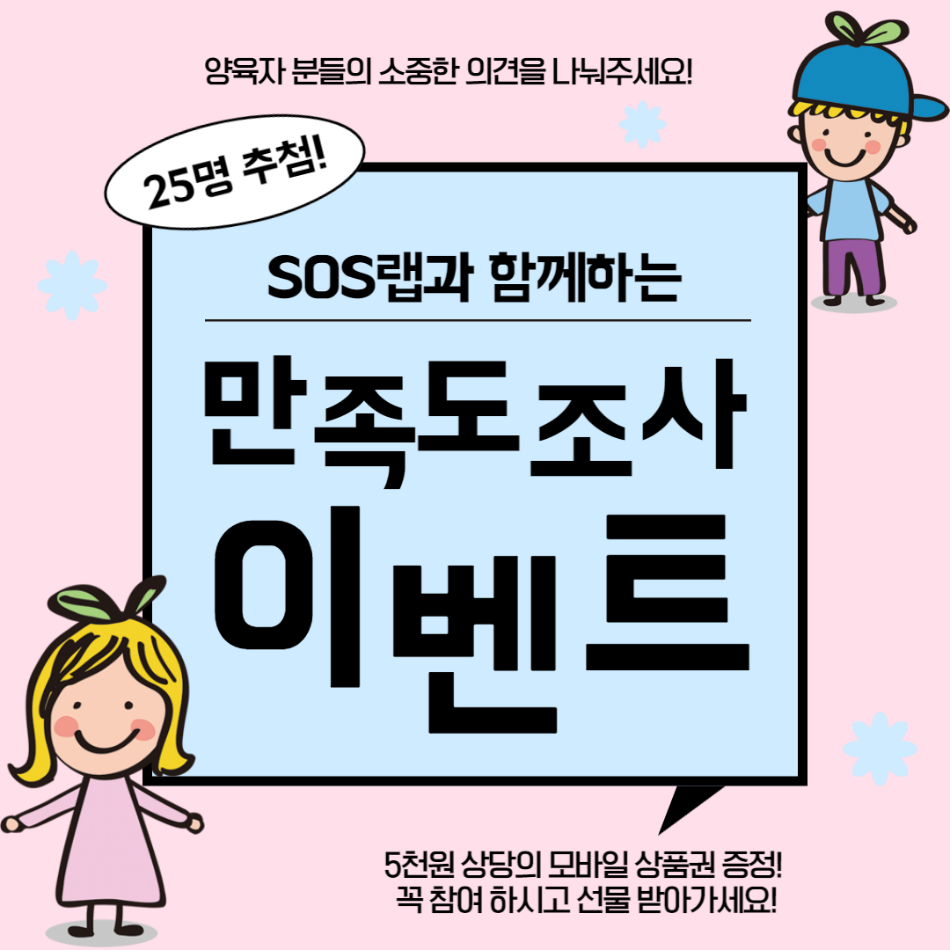 양육자 분들의 소중한 의견을 나눠주세요!
25명 추첨!
SOS랩과 함께하는
만족도조사
이벤트
5천원 상당의 모바일 상품권 증정!
꼭 참여 하시고 선물 받아가세요!